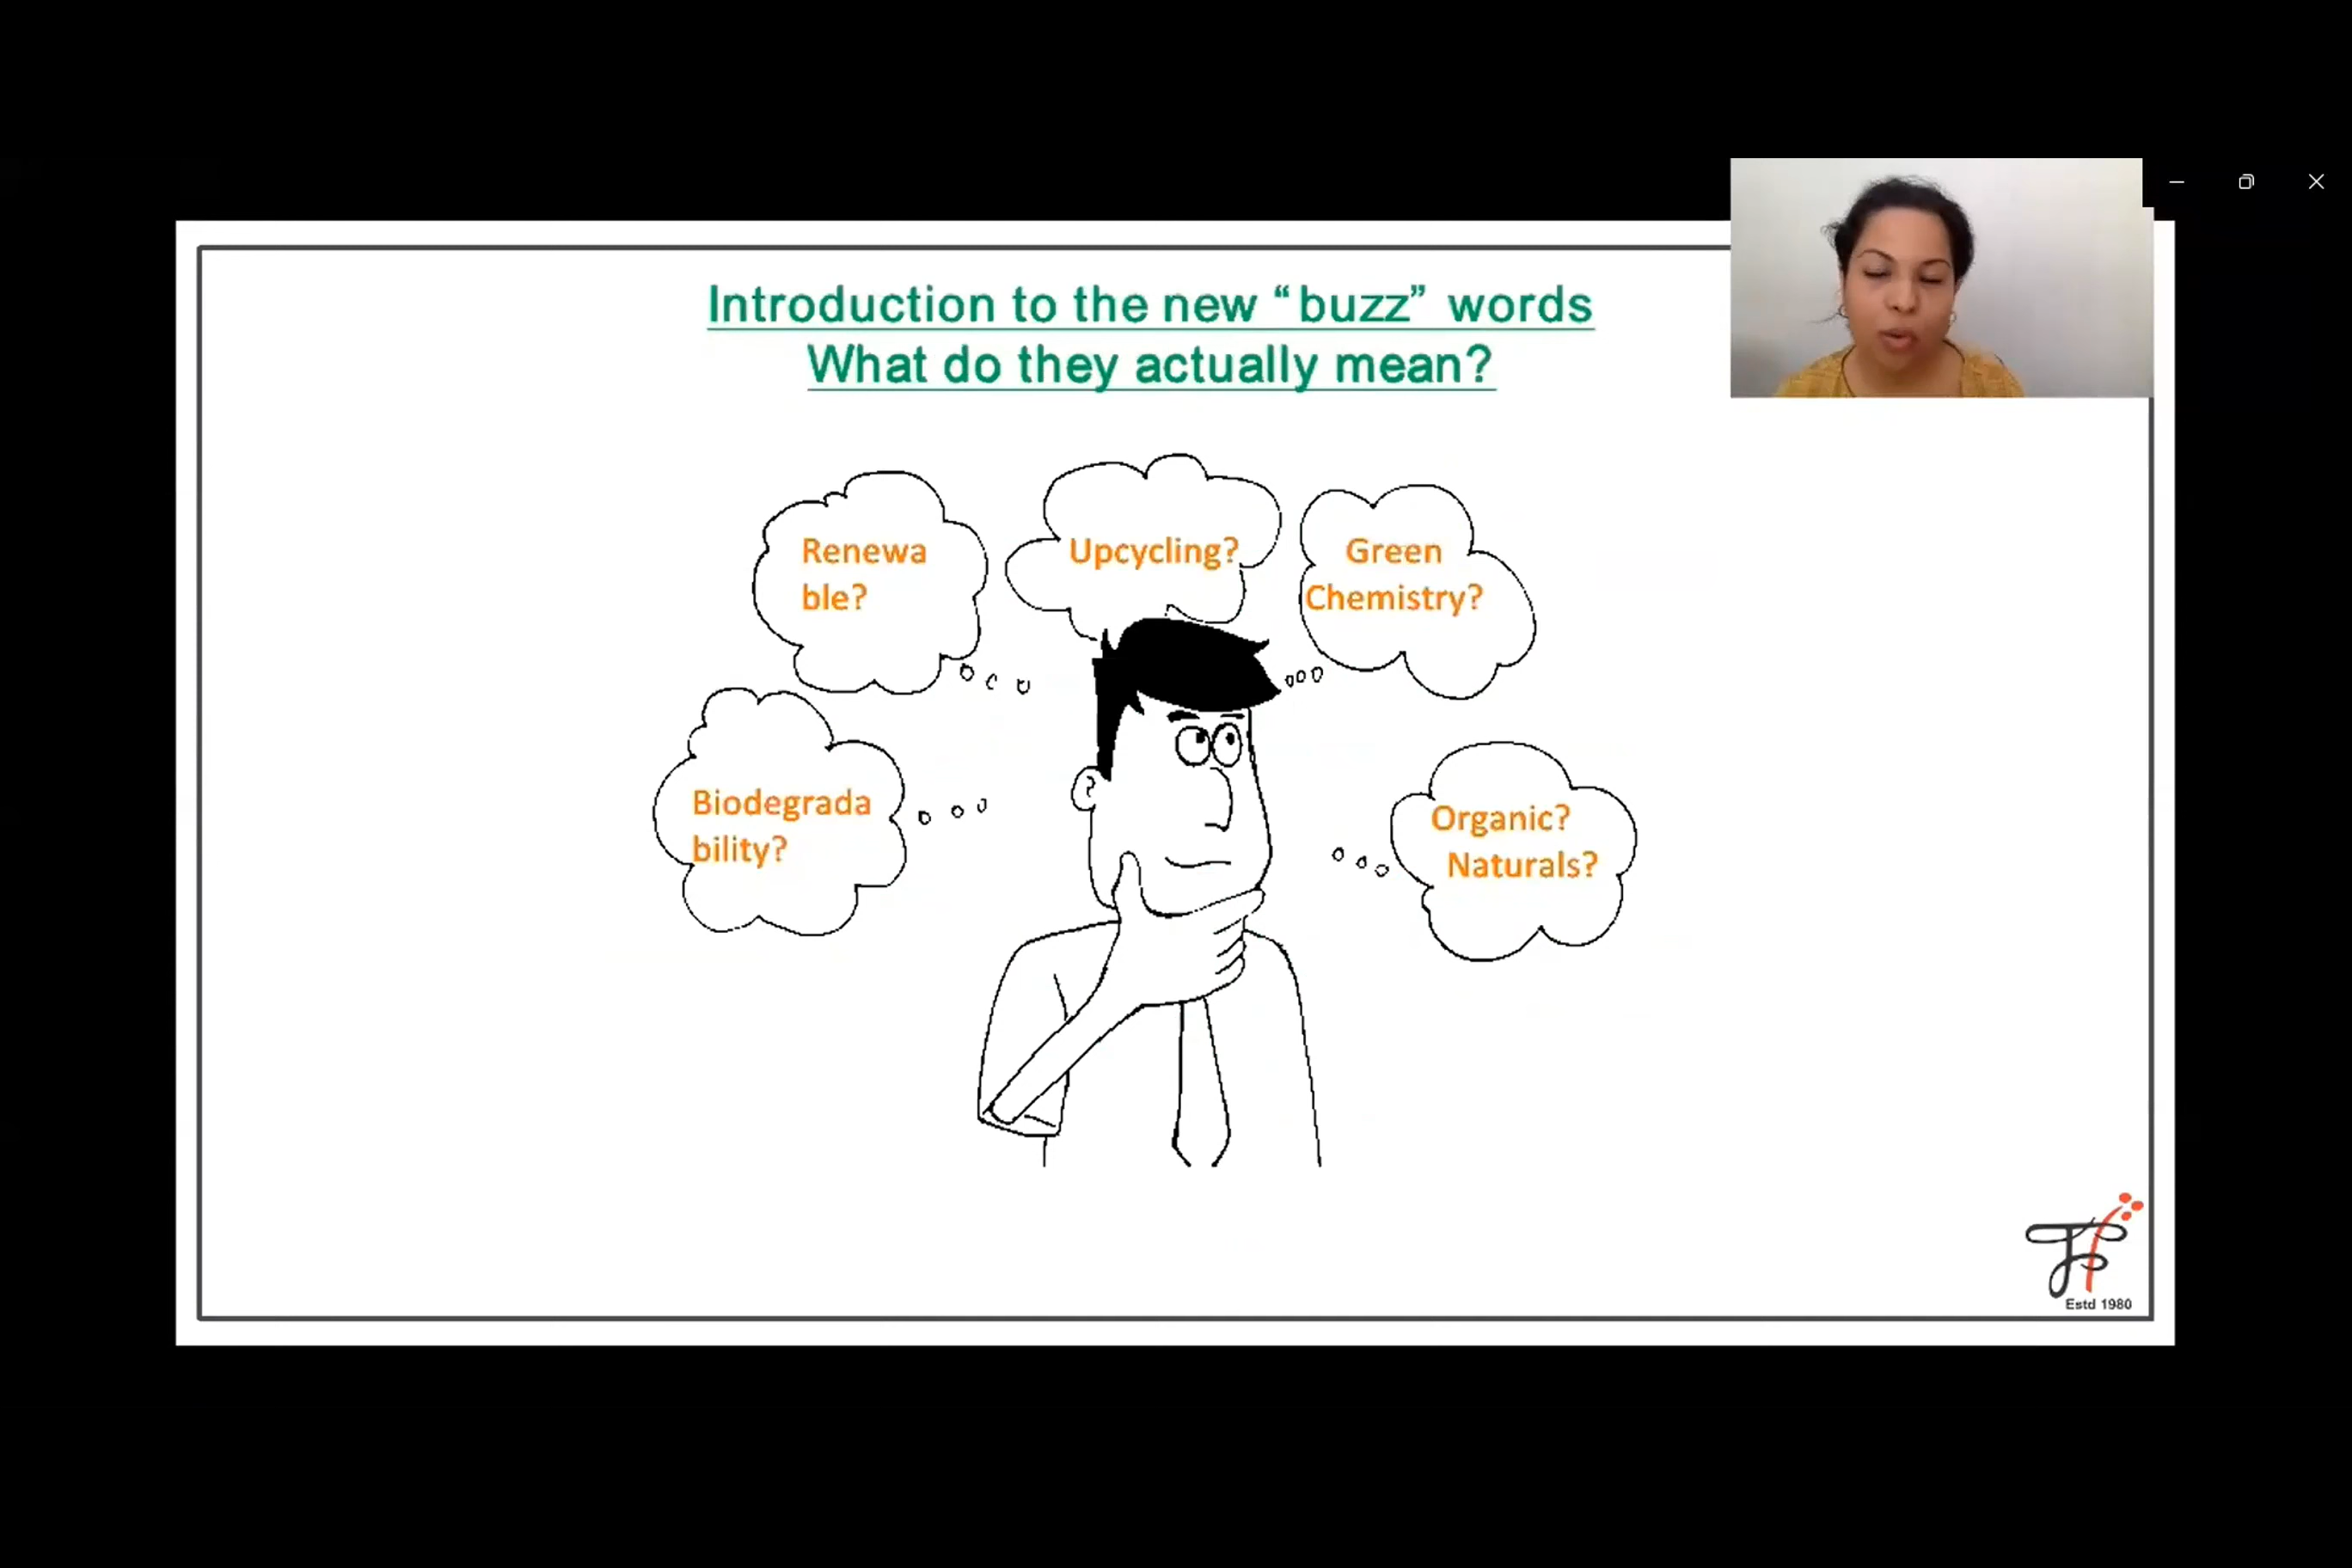 Introduction to the new “buzz” words
What do they actually mean?
Renewa
ble?
Upcycling?
Green
Chemistry?
Biodegrada
bility?
Organic?
Naturals?
Estd 1980